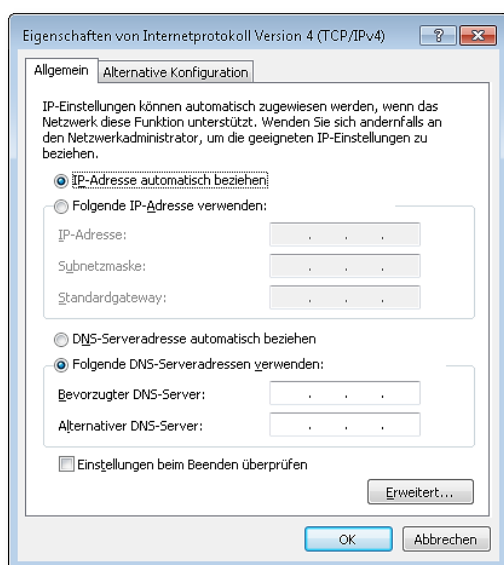 Eigenschaften von Internetprotokoll Version 4 (TCP/IPv4)
Allgemein
Alternative Konfiguration
IP-Einstellungen können automatisch zugewiesen werden, wenn das
Netzwerk diese Funktion unterstützt. Wenden Sie sich andernfalls an
den Netzwerkadministrator, um die geeigneten IP-Einstellungen zu
beziehen.
IP-Adresse automatisch beziehen
Folgende IP-Adresse verwenden:
IP-Adresse:
Subnetzmaske:
Standardgateway:
DNS-Serveradresse automatisch beziehen
Folgende DNS-Serveradressen verwenden:
Bevorzugter DNS-Server:
Alternativer DNS-Server:
Einstellungen beim Beenden überprüfen
Erweitert...
OK
Abbrechen